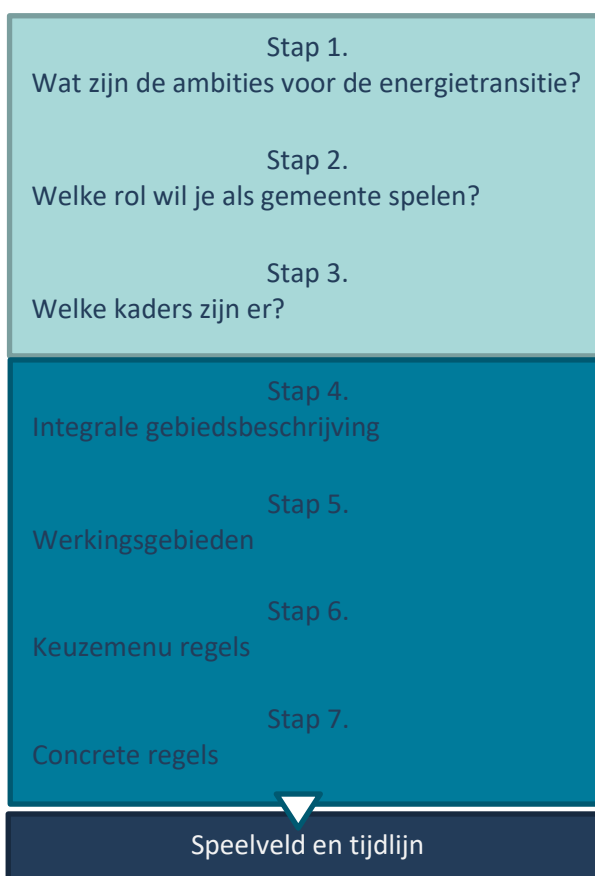 Stap 1.
Wat zijn de ambities voor de energietransitie?
Stap 2.
Welke rol wil je als gemeente spelen?
Stap 3.
Welke kaders zijn er?
Stap 4.
Integrale gebiedsbeschrijving
Stap 5.
Werkingsgebieden
Stap 6.
Keuzemenu regels
Stap 7.
Concrete regels
Speelveld en tijdlijn